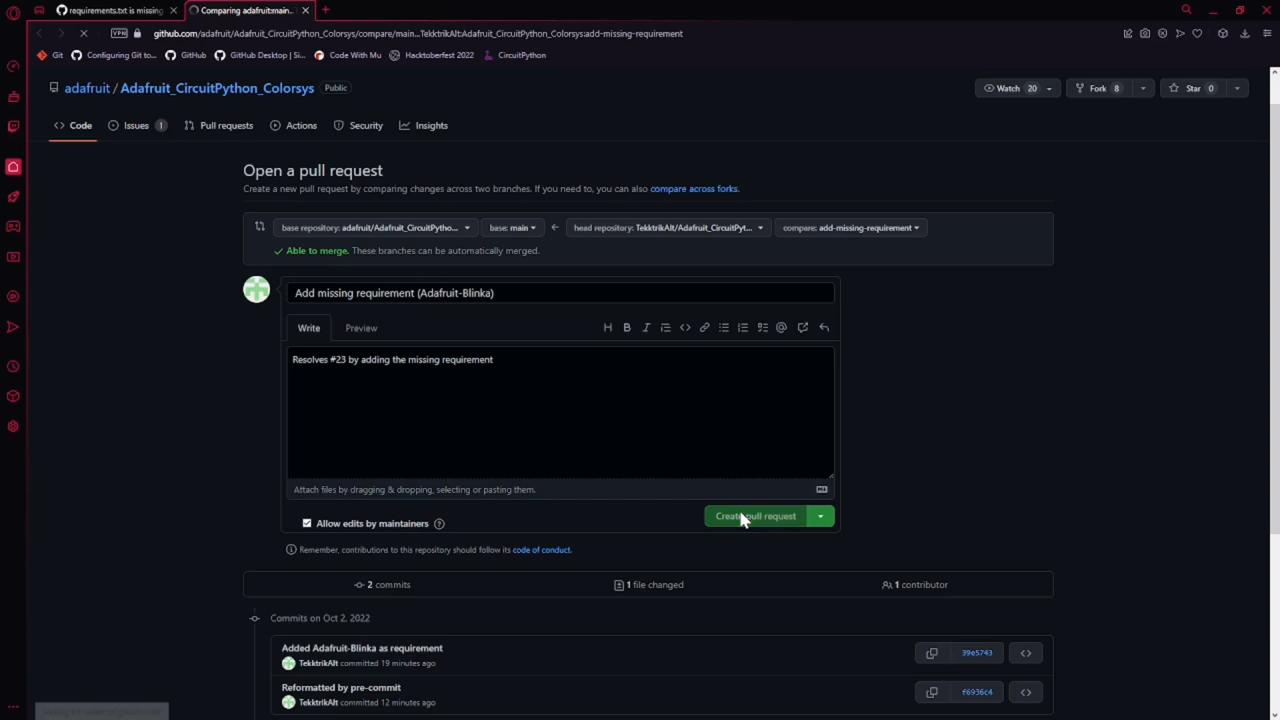 requirements.txt is missing
Comparing adafruit:main...
VPN
github.com/adafruit/Adafruit_CircuitPython_Colorsys/compare/main...TekktrikAlt:Adafruit_CircuitPython_Colorsys:add-missing-requirement
Git
Configuring Git to...
GitHub
GitHub Desktop | Si...
Code With Mu
Hacktoberfest 2022
CircuitPython
adafruit / Adafruit_CircuitPython_Colorsys
Public
Watch 20
Fork 8
Star 0
Code
Issues 1
Pull requests
Actions
Security
Insights
Open a pull request
Create a new pull request by comparing changes across two branches. If you need to, you can also compare across forks.
base repository: adafruit/Adafruit_CircuitPytho...
base: main
head repository: TekktrikAlt/Adafruit_CircuitPyt...
compare: add-missing-requirement
Able to merge. These branches can be automatically merged.
Add missing requirement (Adafruit-Blinka)
Write
Preview
H B I
Resolves #23 by adding the missing requirement
Attach files by dragging & dropping, selecting or pasting them.
Allow edits by maintainers
Create pull request
Remember, contributions to this repository should follow its code of conduct.
2 commits
1 file changed
1 contributor
Commits on Oct 2, 2022
Added Adafruit-Blinka as requirement
TekktrikAlt committed 19 minutes ago
39e5743
Reformatted by pre-commit
TekktrikAlt committed 12 minutes ago
f6936c4